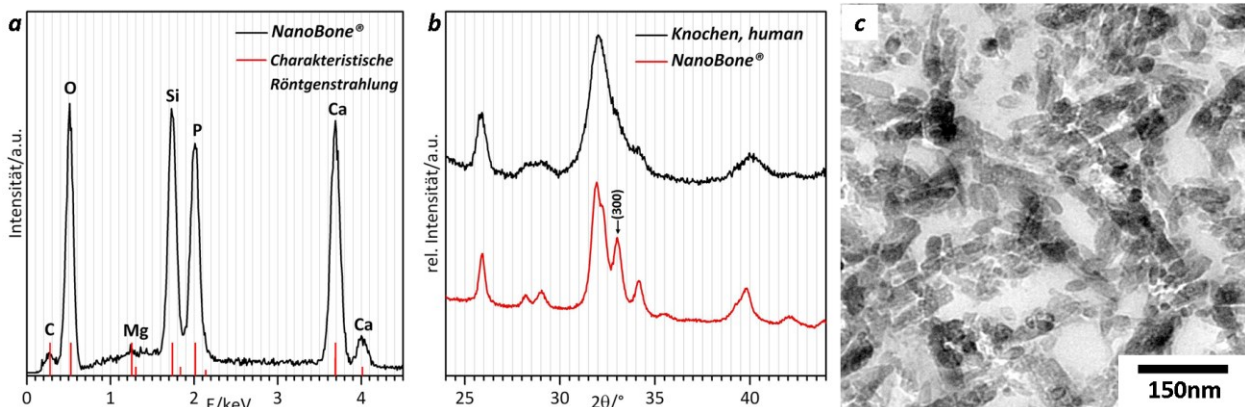 a
NanoBone®
Charakteristische
Röntgenstrahlung
O
Si
P
Ca
C
Mg
Ca
Intensität/a.u.
0 1 2 3 4
E/keV
b
Knochen, human
NanoBone®
(300)
rel. Intensität/a.u.
25 30 35 40
2θ/°
c
150nm